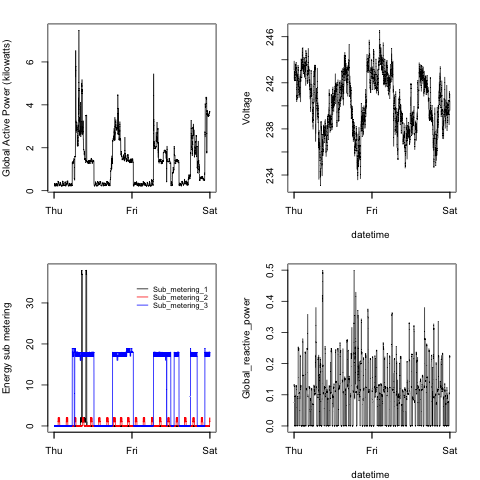 Global Active Power (kilowatts)
6
4
2
0
Thu
Fri
Sat
Voltage
246
242
238
234
Thu
Fri
Sat
datetime
Energy sub metering
30
20
10
0
Sub_metering_1
Sub_metering_2
Sub_metering_3
Thu
Fri
Sat
Global_reactive_power
0.5
0.4
0.3
0.2
0.1
0.0
Thu
Fri
Sat
datetime